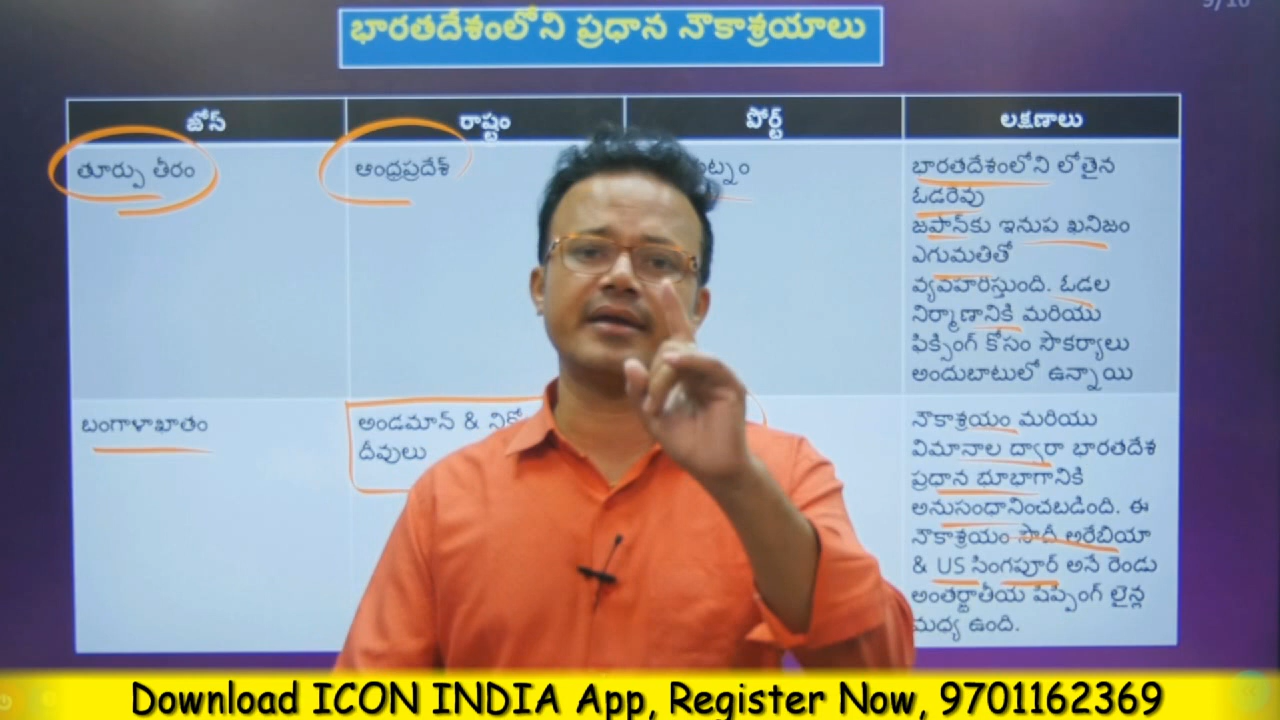 9/16
భారతదేశంలోని ప్రధాన నౌకాశ్రయాలు
జోన్ రాష్ట్రం పోర్ట్ లక్షణాలు
తూర్పు తీరం
ఆంధ్రప్రదేశ్
భారతదేశంలోని లోతైన
ఓడరేవు
జపాన్‌కు ఇనుప ఖనిజం
ఎగుమతితో
వ్యవహరిస్తుంది. ఓడల
నిర్మాణానికి మరియు
ఫిక్సింగ్ కోసం సౌకర్యాలు
అందుబాటులో ఉన్నాయి
బంగాళాఖాతం
అండమాన్ &
దీవులు
నౌకాశ్రయం మరియు
విమానాల ద్వారా భారతదేశ
ప్రధాన భూభాగానికి
అనుసంధానించబడింది. ఈ
నౌకాశ్రయం సౌదీ అరేబియా
& US సింగపూర్ అనే రెండు
అంతర్జాతీయ షిప్పింగ్ లైన్ల
మధ్య ఉంది.
Download ICON INDIA App, Register Now, 9701162369